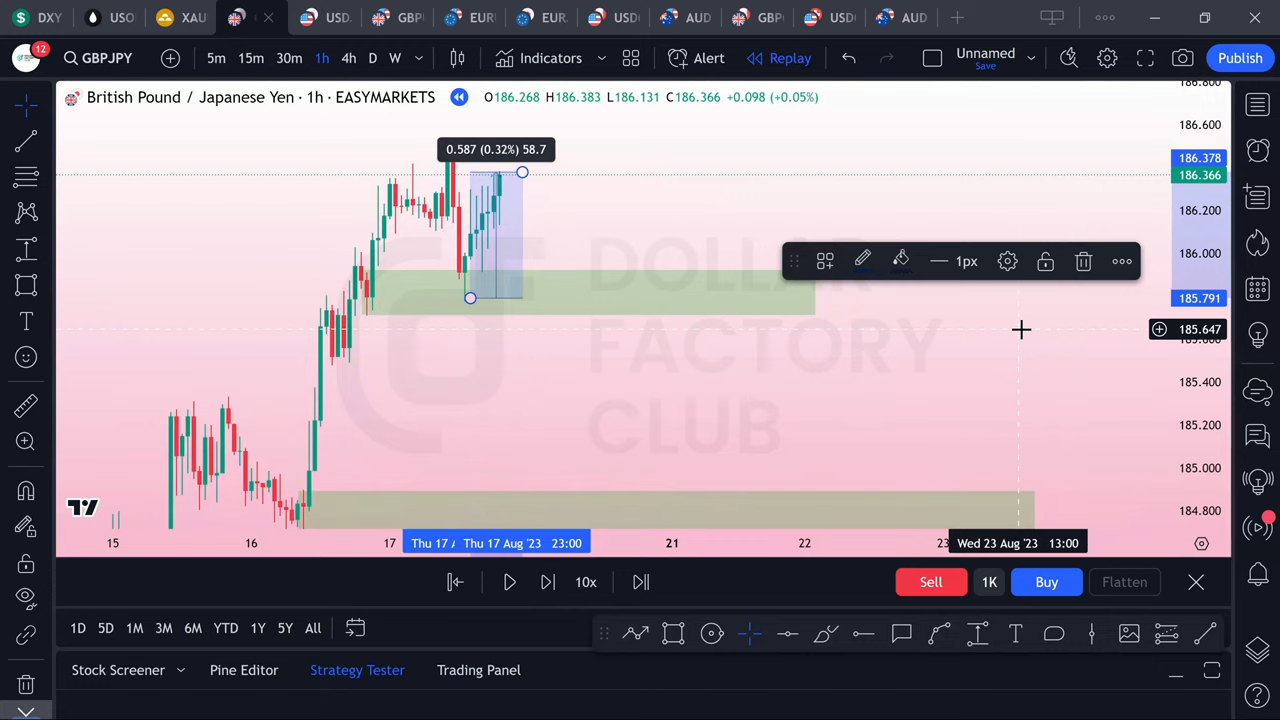 DXY USO XAU GBP USD. GBP EUR EUR. USD AUD GBP USD AUD
12 GBPJPY 5m 15m 30m 1h 4h D W Indicators Alert Replay Unnamed Save Publish
British Pound / Japanese Yen · 1h · EASYMARKETS O186.268 H186.383 L186.131 C186.366 +0.098 (+0.05%)
186.800
186.600
0.587 (0.32%) 58.7
186.378
186.366
186.200
186.000
1px
185.791
185.647
185.600
185.400
185.200
185.000
184.800
DOLLAR
FACTORY
CLUB
15 16 17 Thu 17 A Thu 17 Aug '23 23:00 21 22 23 Wed 23 Aug '23 13:00
10x Sell 1K Buy Flatten
1D 5D 1M 3M 6M YTD 1Y 5Y All
Stock Screener Pine Editor Strategy Tester Trading Panel